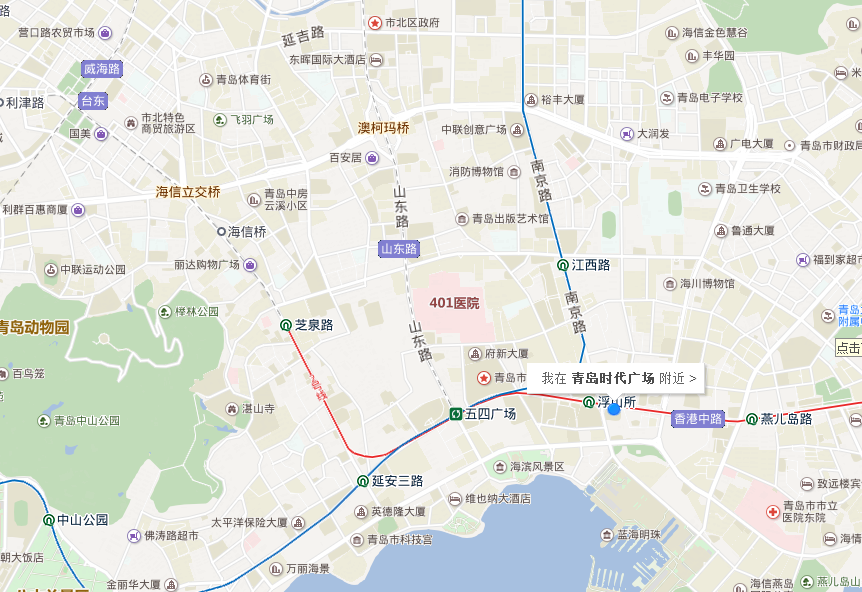 市北区政府
海信金色慧谷
营口路农贸市场
延吉路
东晖国际大酒店
丰华园
威海路
青岛体育街
利津路
台东
裕丰大厦
青岛电子学校
市北特色
商贸旅游区
飞羽广场
澳柯玛桥
中联创意广场
大润发
国美
广电大厦
青岛市财政局
百安居
消防博物馆
南京路
青岛卫生学校
海信立交桥
青岛中房
云溪小区
山东路
利群百惠商厦
青岛出版艺术馆
海信桥
鲁通大厦
山东路
丽达购物广场
江西路
福到家超市
中联运动公园
海川博物馆
401医院
南京路
榉林公园
芝泉路
青岛动物园
山东路
青岛
附属
点击
府新大厦
百鸟笼
号线
青岛市
我在 青岛时代广场 附近 >
湛山寺
浮山所
青岛中山公园
五四广场
香港中路
燕儿岛路
海滨风景区
延安三路
致远楼宾
维也纳大酒店
青岛市市立
医院东院
中山公园
英德隆大厦
太平洋保险大厦
佛涛路超市
蓝海明珠
青岛市科技宫
海情
朝大饭店
万丽海景
金丽华大厦
海信燕岛
燕儿岛山